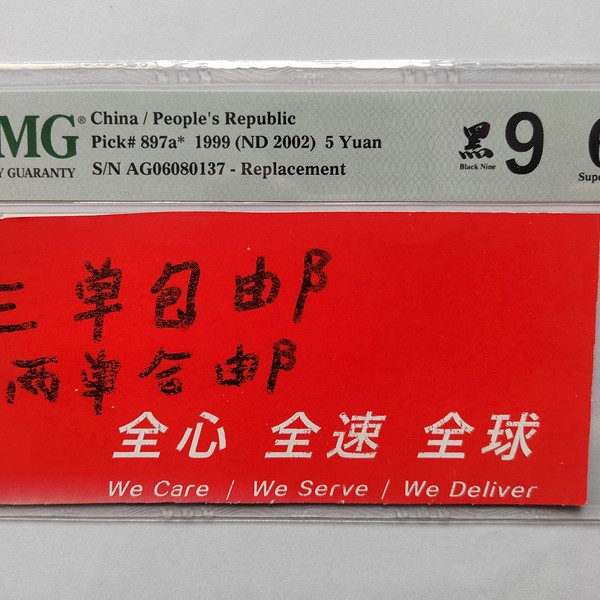 MG® China / People's Republic
Pick# 897a* 1999 (ND 2002) 5 Yuan
Y GUARANTY S/N AG06080137 - Replacement
黑 9 6
Black Nine Supe
三单包邮
两单合邮
全心 全速 全球
We Care / We Serve / We Deliver